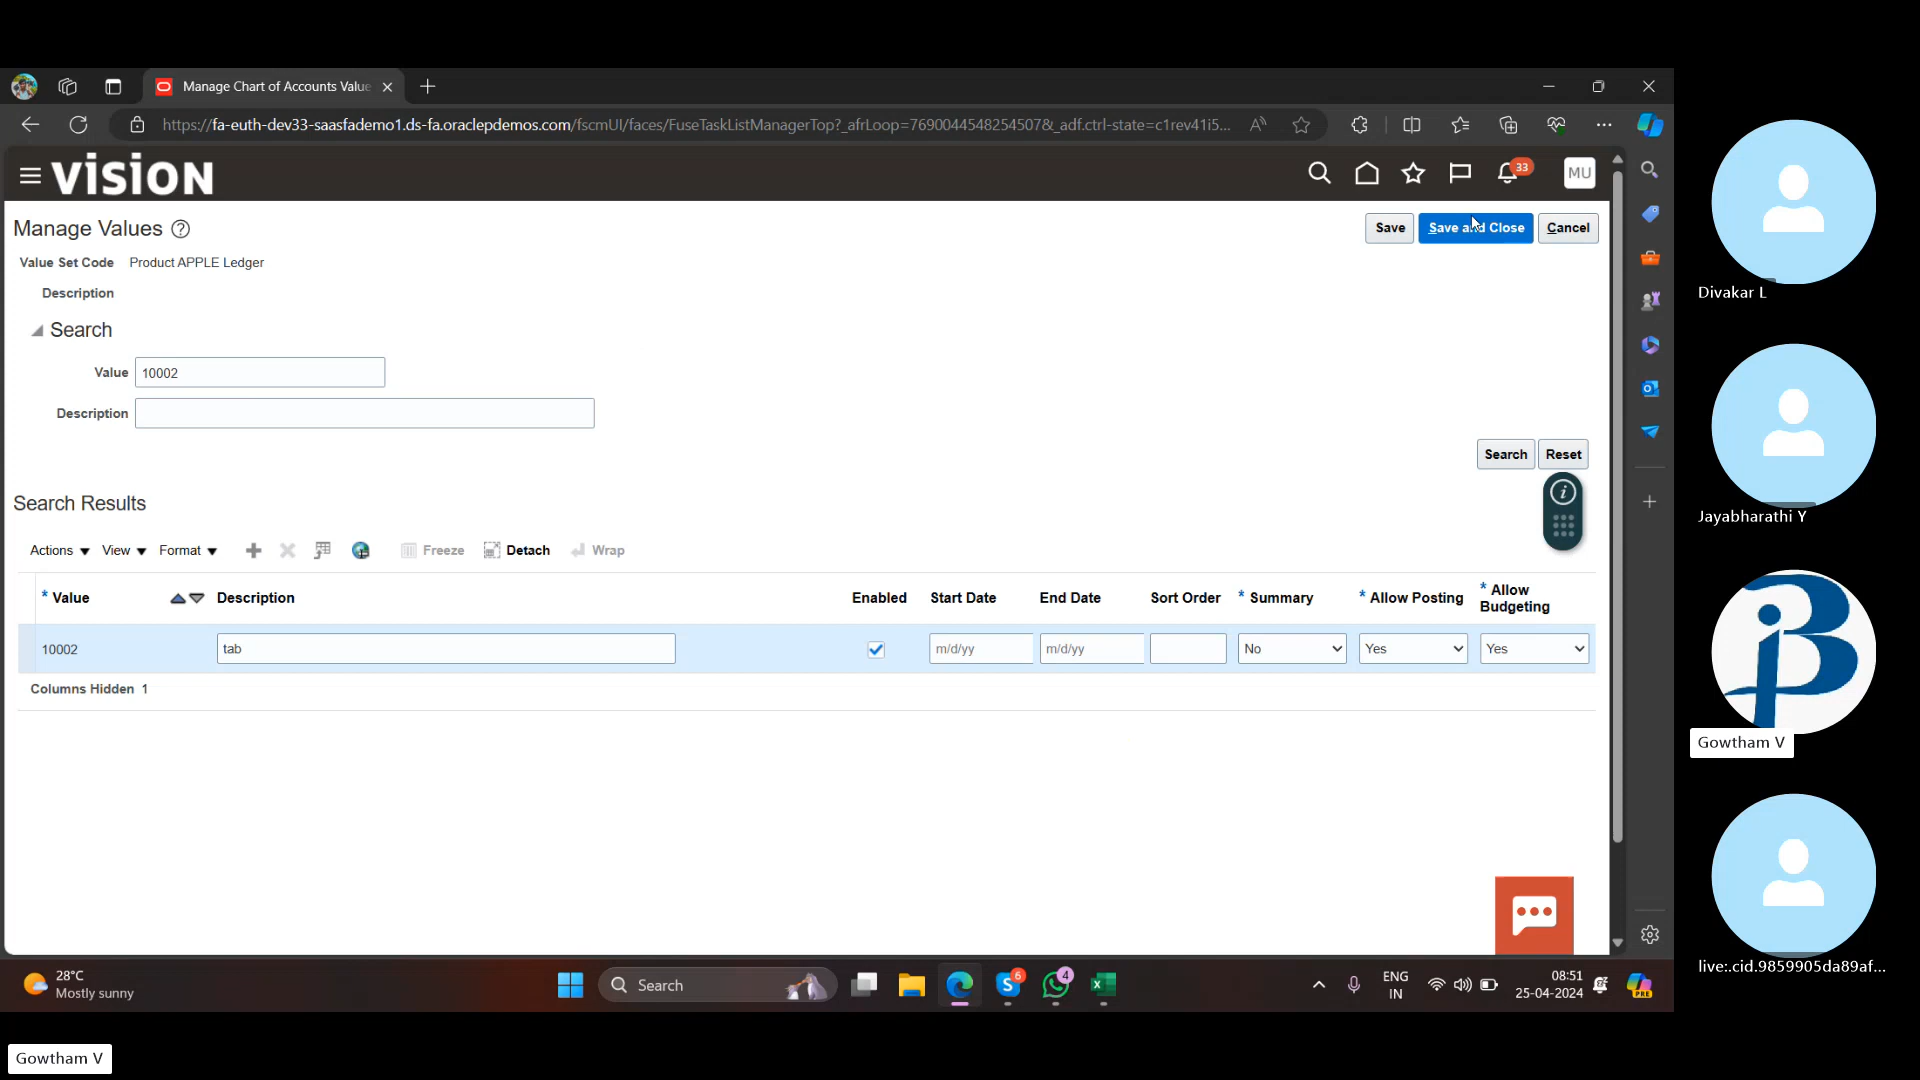 Manage Chart of Accounts Value
https://fa-euth-dev33-saasfademo1.ds-fa.oraclepdemos.com/fscmUI/faces/FuseTaskListManagerTop?_afrLoop=7690044548254507&_adf.ctrl-state=c1rev41i5...
VISION
33
MU
Manage Values
Save
Save and Close
Cancel
Value Set Code Product APPLE Ledger
Description
Search
Value 10002
Description
Search
Reset
Search Results
Actions View Format Freeze Detach Wrap
* Value Description Enabled Start Date End Date Sort Order * Summary * Allow Posting * Allow Budgeting
10002 tab m/d/yy m/d/yy No Yes Yes
Columns Hidden 1
Divakar L
Jayabharathi Y
Gowtham V
live:.cid.9859905da89af...
28°C
Mostly sunny
Search
6
4
ENG
IN
08:51
25-04-2024
PRE
Gowtham V